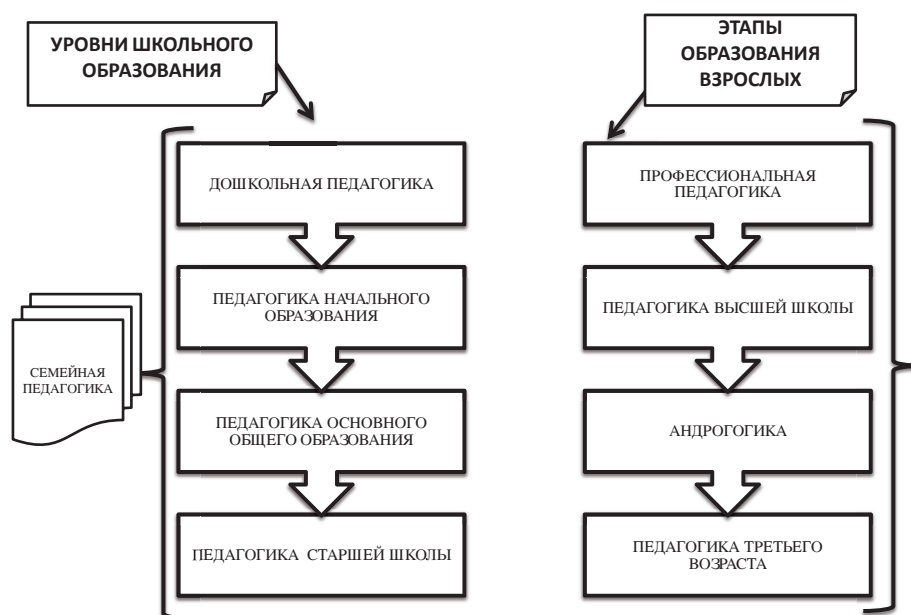 УРОВНИ ШКОЛЬНОГО
ОБРАЗОВАНИЯ
ЭТАПЫ
ОБРАЗОВАНИЯ
ВЗРОСЛЫХ
ДОШКОЛЬНАЯ ПЕДАГОГИКА
ПЕДАГОГИКА НАЧАЛЬНОГО
ОБРАЗОВАНИЯ
ПЕДАГОГИКА ОСНОВНОГО
ОБЩЕГО ОБРАЗОВАНИЯ
ПЕДАГОГИКА СТАРШЕЙ ШКОЛЫ
СЕМЕЙНАЯ
ПЕДАГОГИКА
ПРОФЕССИОНАЛЬНАЯ
ПЕДАГОГИКА
ПЕДАГОГИКА ВЫСШЕЙ ШКОЛЫ
АНДРОГОГИКА
ПЕДАГОГИКА ТРЕТЬЕГО
ВОЗРАСТА